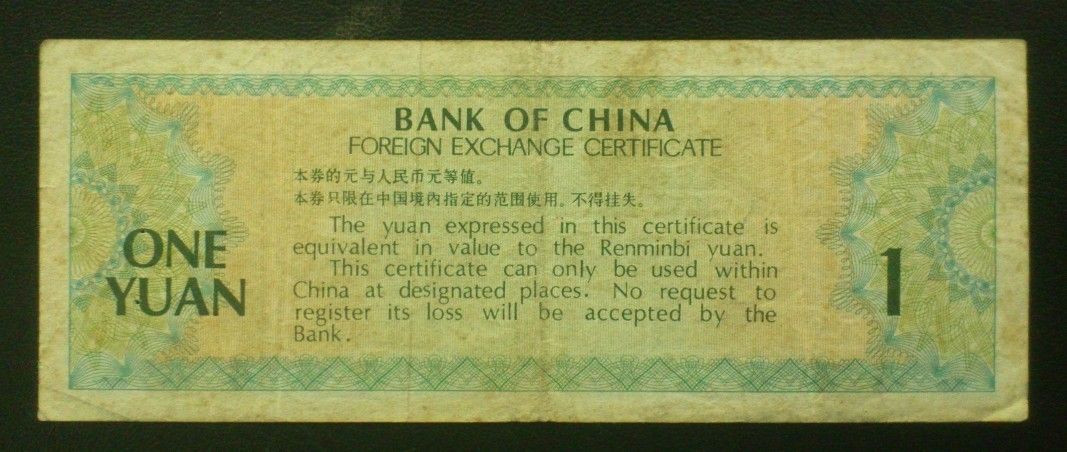 BANK OF CHINA
FOREIGN EXCHANGE CERTIFICATE
本券的元与人民币元等值。
本券只限在中国境内指定的范围使用。不得挂失。
The yuan expressed in this certificate is
equivalent in value to the Renminbi yuan.
This certificate can only be used within
China at designated places. No request to
register its loss will be accepted by the
Bank.
ONE
YUAN
1